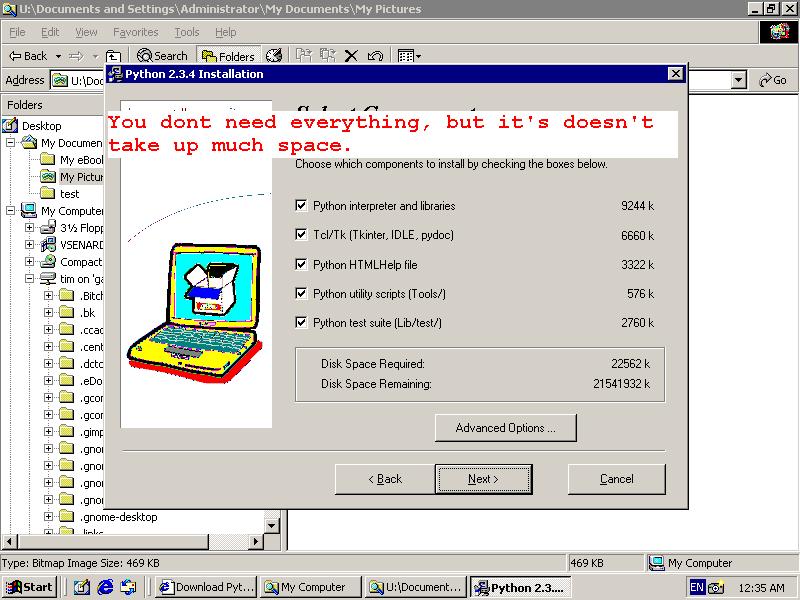 U:\Documents and Settings\Administrator\My Documents\My Pictures
File Edit View Favorites Tools Help
Back Search Folders
Address U:\Doc Go
Python 2.3.4 Installation
Folders
Desktop
My Documen
My eBoo
My Pictur
test
My Computer
3½ Flopp
VSENARD
Compact
tim on 'ga
.Bitch
.bk
.ccac
.cent
.dctc
.eDo
.gcor
.gcor
.gimp
.gnor
.gnor
.gnor
.gnor
.gnome-desktop
You dont need everything, but it's doesn't
take up much space.
Choose which components to install by checking the boxes below.
Python interpreter and libraries 9244 k
Tcl/Tk (Tkinter, IDLE, pydoc) 6660 k
Python HTMLHelp file 3322 k
Python utility scripts (Tools/) 576 k
Python test suite (Lib/test/) 2760 k
Disk Space Required: 22562 k
Disk Space Remaining: 21541932 k
Advanced Options ...
< Back Next > Cancel
Type: Bitmap Image Size: 469 KB 469 KB My Computer
Start Download Pyt... My Computer U:\Document... Python 2.3.... EN 12:35 AM